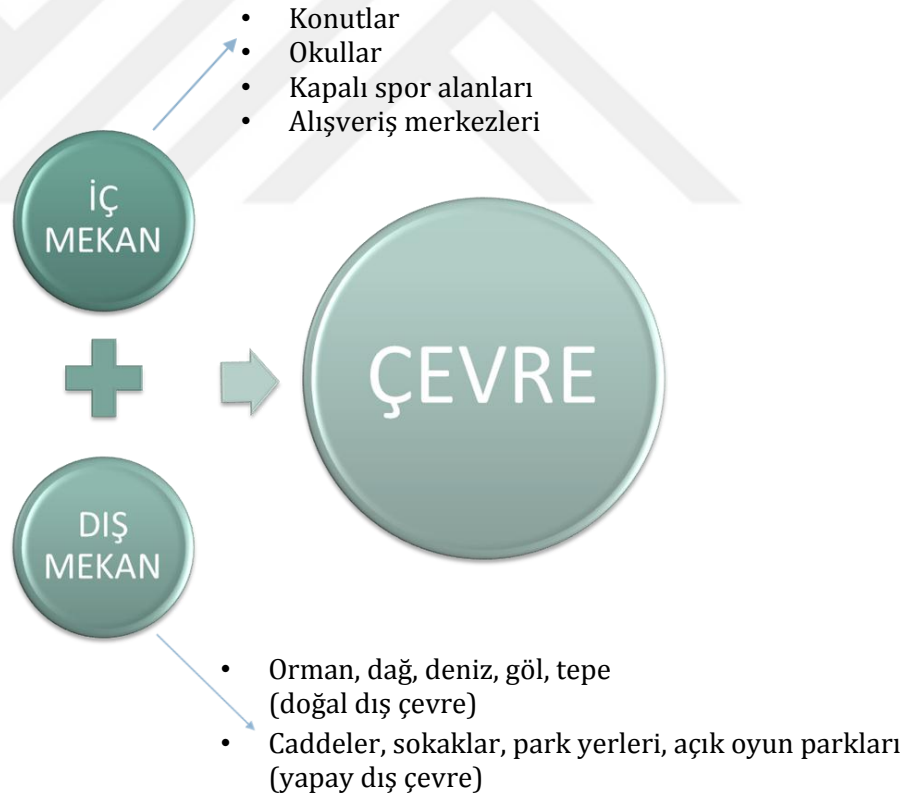 • Konutlar
• Okullar
• Kapalı spor alanları
• Alışveriş merkezleri
İÇ
MEKAN
ÇEVRE
DIŞ
MEKAN
• Orman, dağ, deniz, göl, tepe
(doğal dış çevre)
• Caddeler, sokaklar, park yerleri, açık oyun parkları
(yapay dış çevre)